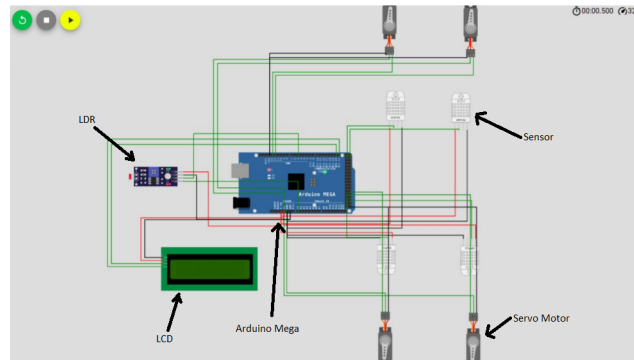 00:00.500
LDR
Sensor
Arduino MEGA
LCD
Arduino Mega
Servo Motor